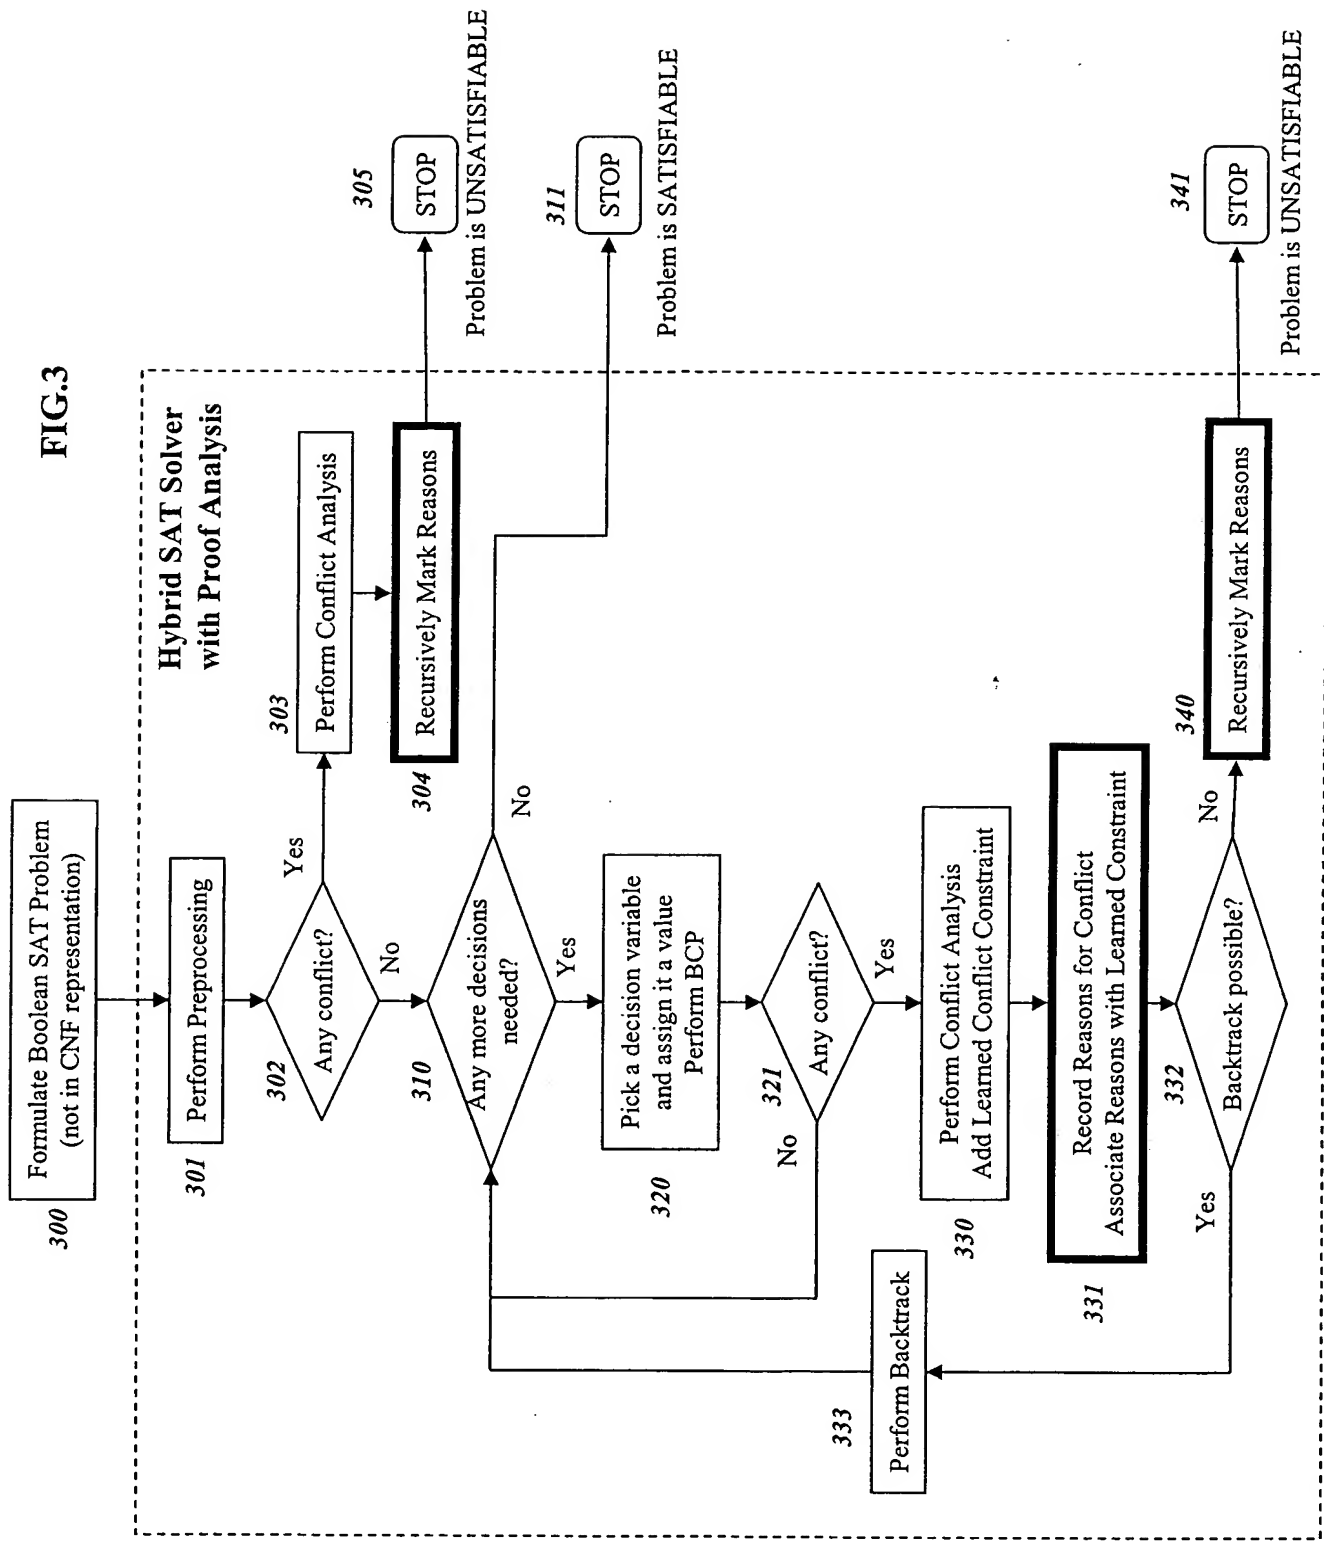 FIG.3
300
Formulate Boolean SAT Problem
(not in CNF representation)
Hybrid SAT Solver
with Proof Analysis
301
Perform Preprocessing
302
Any conflict?
Yes
No
303
Perform Conflict Analysis
304
Recursively Mark Reasons
305
STOP
Problem is UNSATISFIABLE
310
Any more decisions
needed?
No
Yes
311
STOP
Problem is SATISFIABLE
320
Pick a decision variable
and assign it a value
Perform BCP
321
Any conflict?
No
Yes
330
Perform Conflict Analysis
Add Learned Conflict Constraint
331
Record Reasons for Conflict
Associate Reasons with Learned Constraint
332
Backtrack possible?
Yes
No
333
Perform Backtrack
340
Recursively Mark Reasons
341
STOP
Problem is UNSATISFIABLE